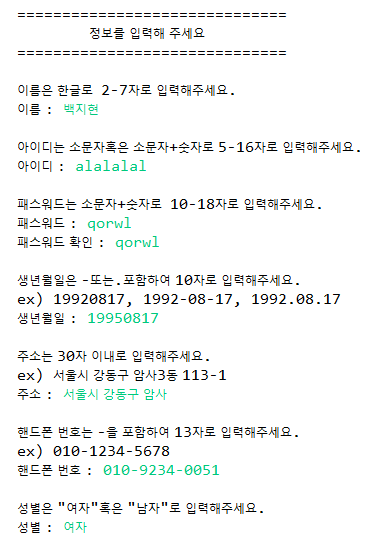 ==============================
정보를 입력해 주세요
==============================
이름은 한글로 2-7자로 입력해주세요.
이름 : 백지현
아이디는 소문자혹은 소문자+숫자로 5-16자로 입력해주세요.
아이디 : alalalal
패스워드는 소문자+숫자로 10-18자로 입력해주세요.
패스워드 : qorwl
패스워드 확인 : qorwl
생년월일은 -또는.포함하여 10자로 입력해주세요.
ex) 19920817, 1992-08-17, 1992.08.17
생년월일 : 19950817
주소는 30자 이내로 입력해주세요.
ex) 서울시 강동구 암사3동 113-1
주소 : 서울시 강동구 암사
핸드폰 번호는 -을 포함하여 13자로 입력해주세요.
ex) 010-1234-5678
핸드폰 번호 : 010-9234-0051
성별은 "여자"혹은 "남자"로 입력해주세요.
성별 : 여자